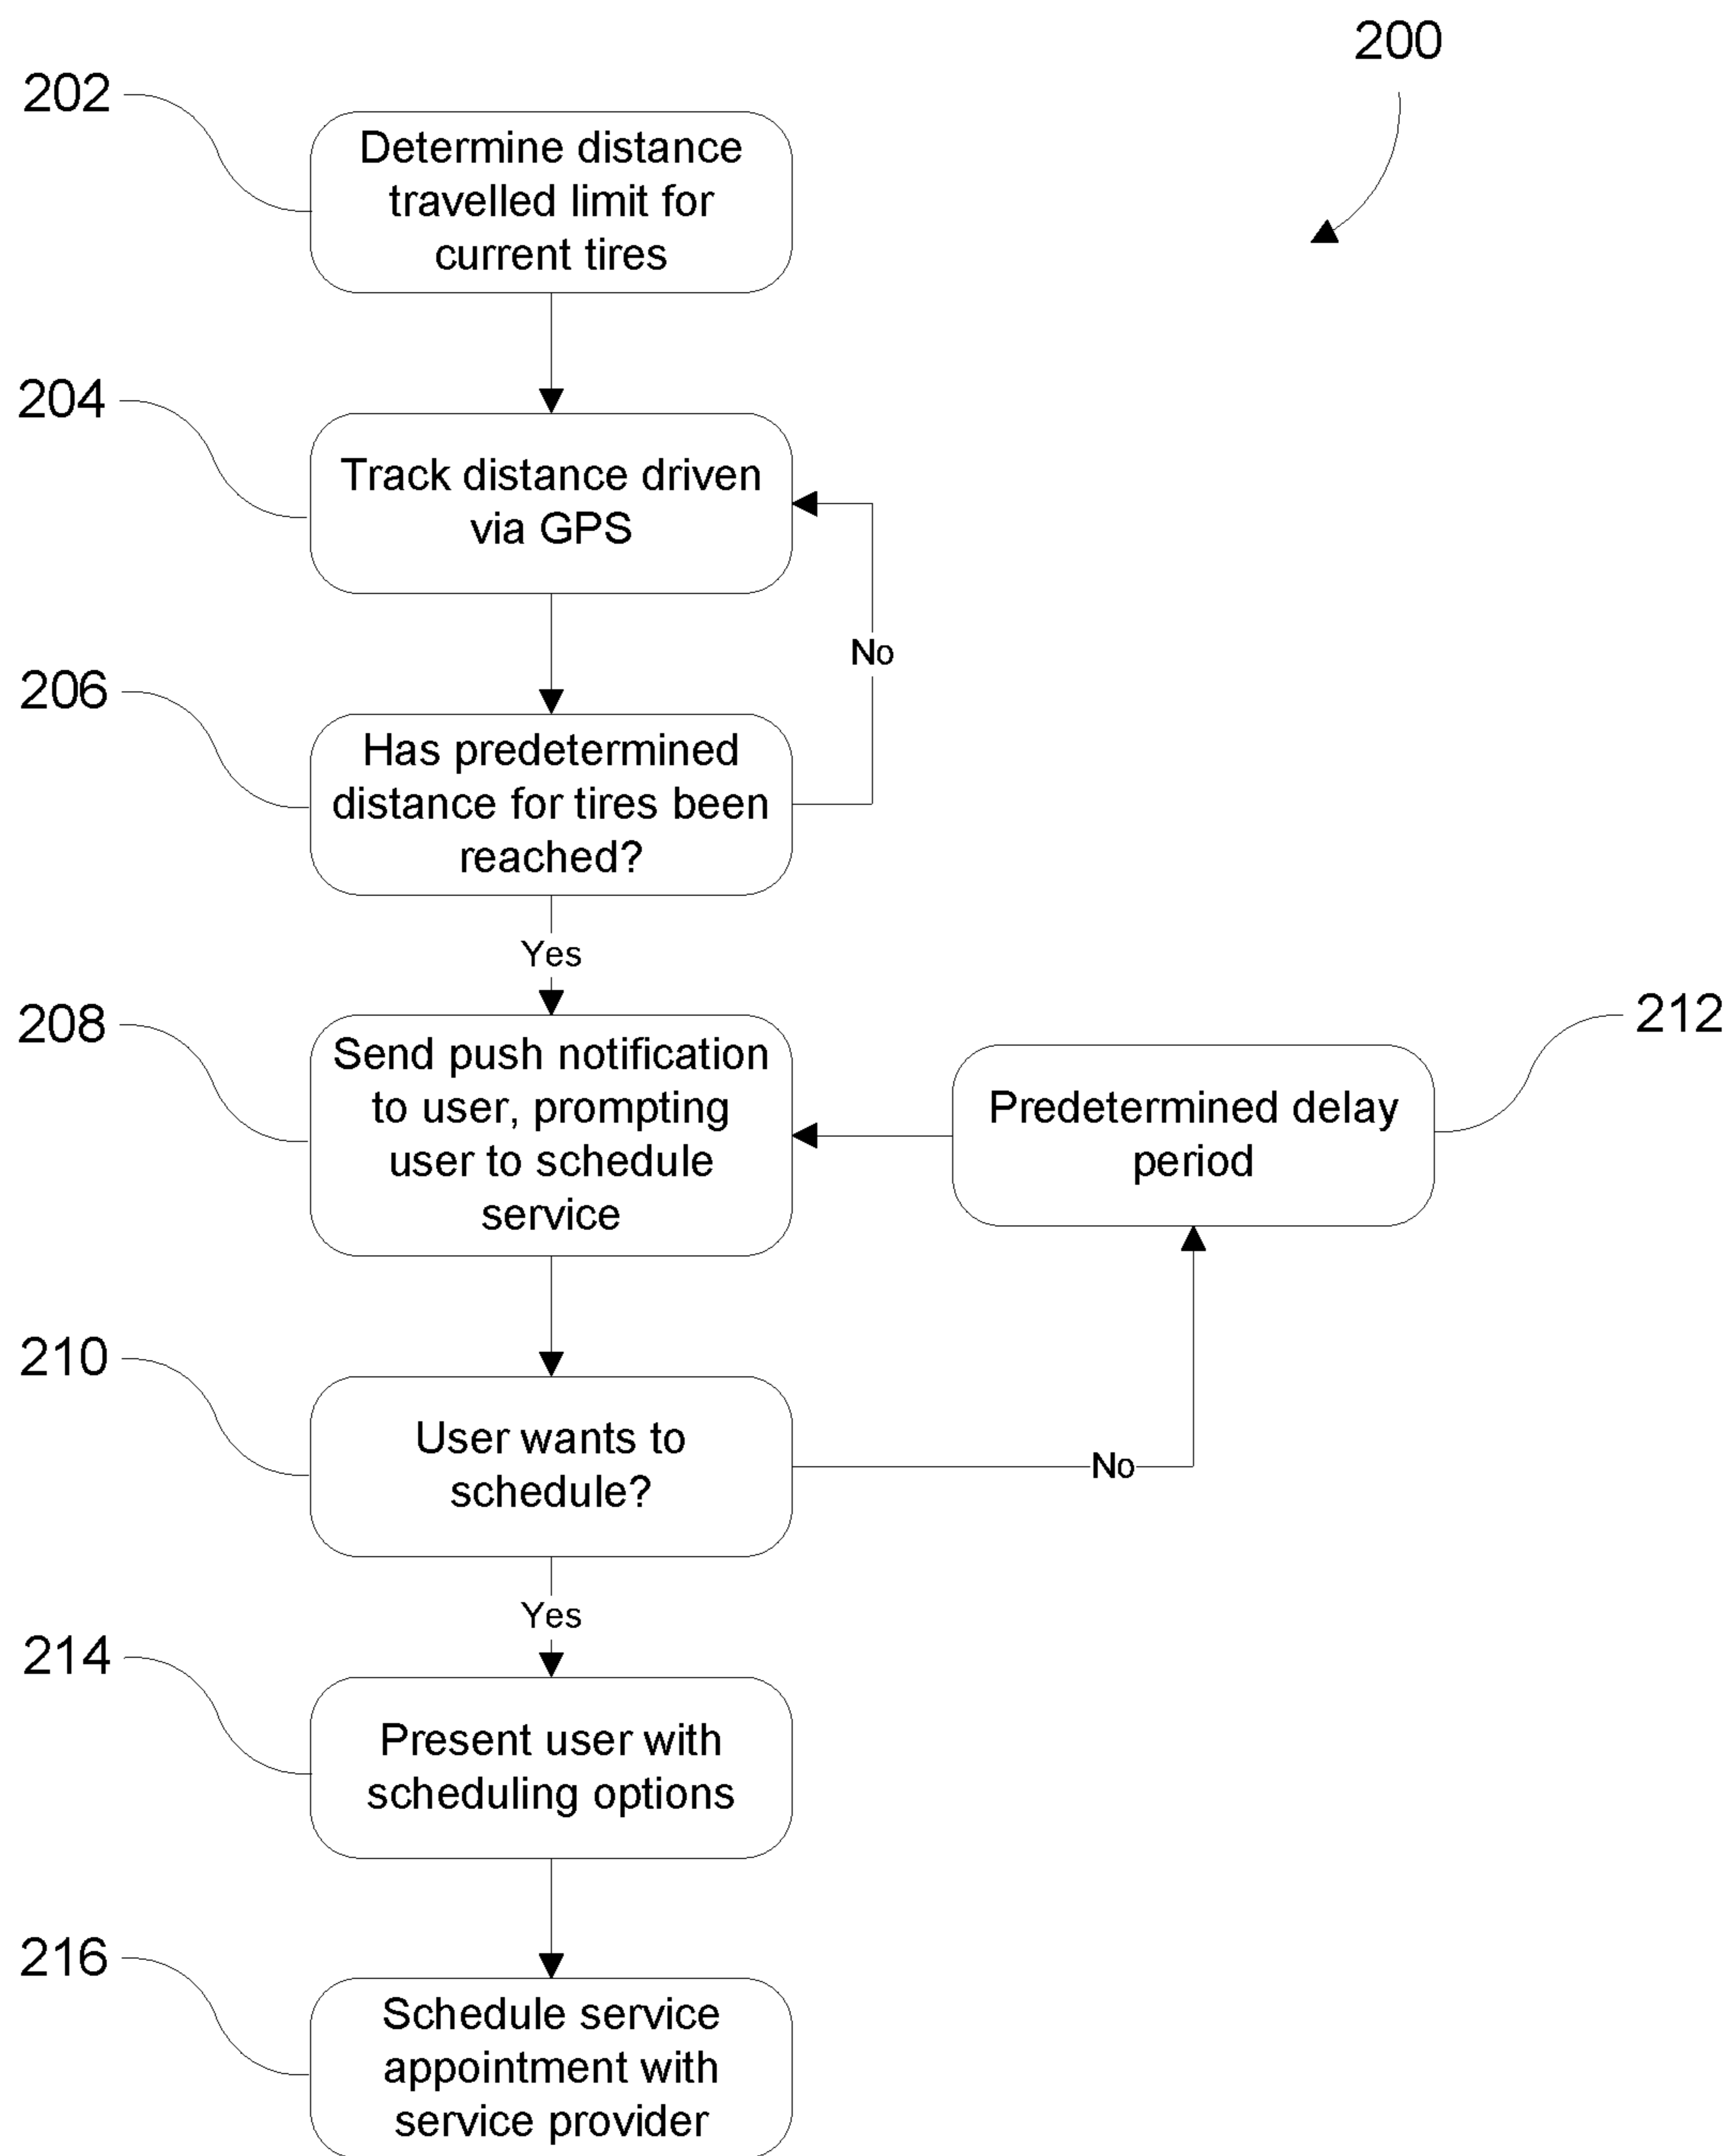 200
202
Determine distance
travelled limit for
current tires
204
Track distance driven
via GPS
No
206
Has predetermined
distance for tires been
reached?
Yes
208
Send push notification
to user, prompting
user to schedule
service
212
Predetermined delay
period
210
User wants to
schedule?
No
Yes
214
Present user with
scheduling options
216
Schedule service
appointment with
service provider